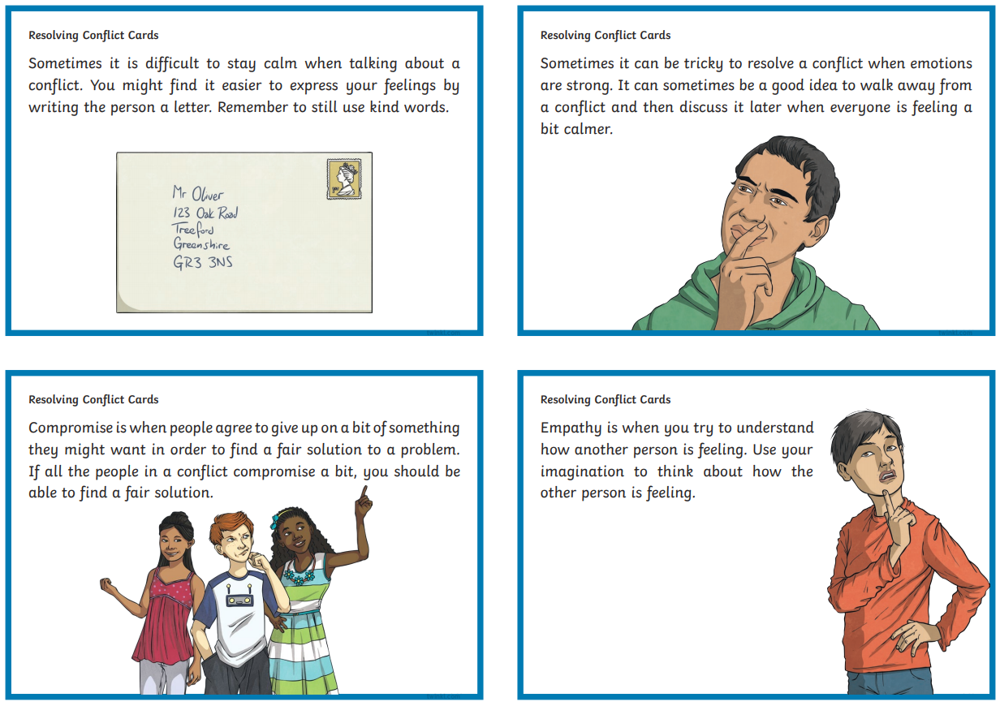 Resolving Conflict Cards
Sometimes it is difficult to stay calm when talking about a
conflict. You might find it easier to express your feelings by
writing the person a letter. Remember to still use kind words.
Mr Oliver
123 Oak Road
Treeford
Greenshire
GR3 3NS
Resolving Conflict Cards
Sometimes it can be tricky to resolve a conflict when emotions
are strong. It can sometimes be a good idea to walk away from
a conflict and then discuss it later when everyone is feeling a
bit calmer.
Resolving Conflict Cards
Compromise is when people agree to give up on a bit of something
they might want in order to find a fair solution to a problem.
If all the people in a conflict compromise a bit, you should be
able to find a fair solution.
Resolving Conflict Cards
Empathy is when you try to understand
how another person is feeling. Use your
imagination to think about how the
other person is feeling.